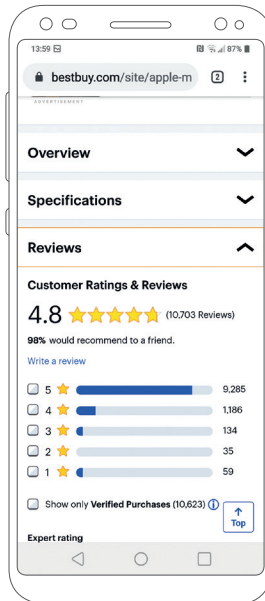 13:59 87%
bestbuy.com/site/apple-m 2
ADVERTISEMENT
Overview
Specifications
Reviews
Customer Ratings & Reviews
4.8 (10,703 Reviews)
98% would recommend to a friend.
Write a review
5 9,285
4 1,186
3 134
2 35
1 59
Show only Verified Purchases (10,623)
Top
Expert rating